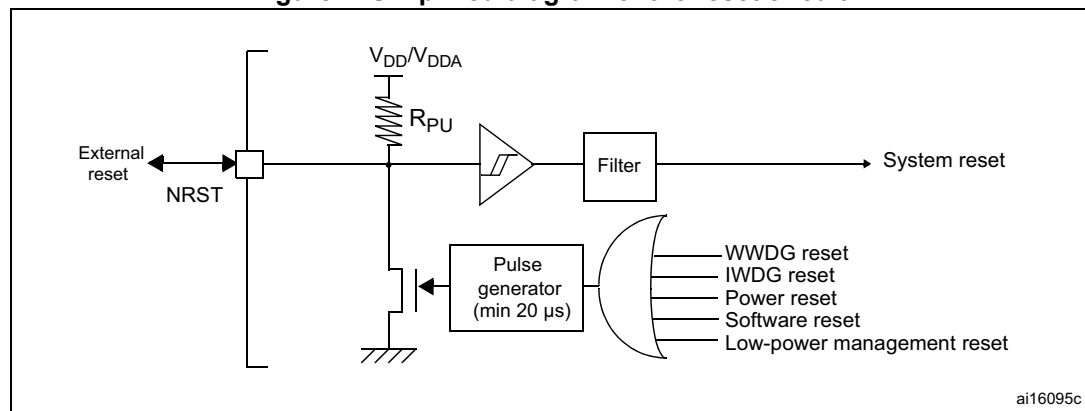 V_DD/V_DDA
R_PU
External
reset
NRST
Filter
System reset
Pulse
generator
(min 20 µs)
WWDG reset
IWDG reset
Power reset
Software reset
Low-power management reset
ai16095c